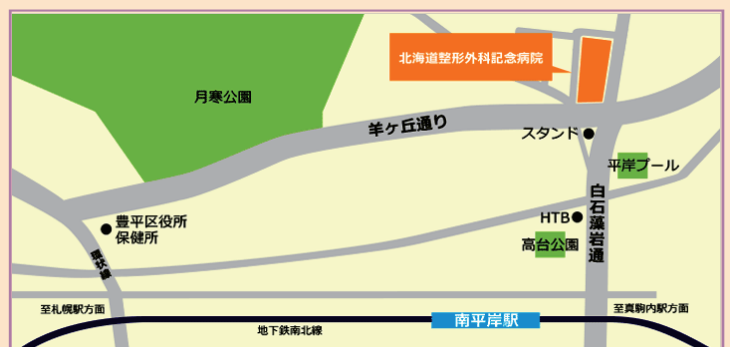 北海道整形外科記念病院
月寒公園
羊ヶ丘通り
スタンド
平岸プール
白石藻岩通
豊平区役所
保健所
HTB
高台公園
環状線
至札幌駅方面
至真駒内駅方面
南平岸駅
地下鉄南北線